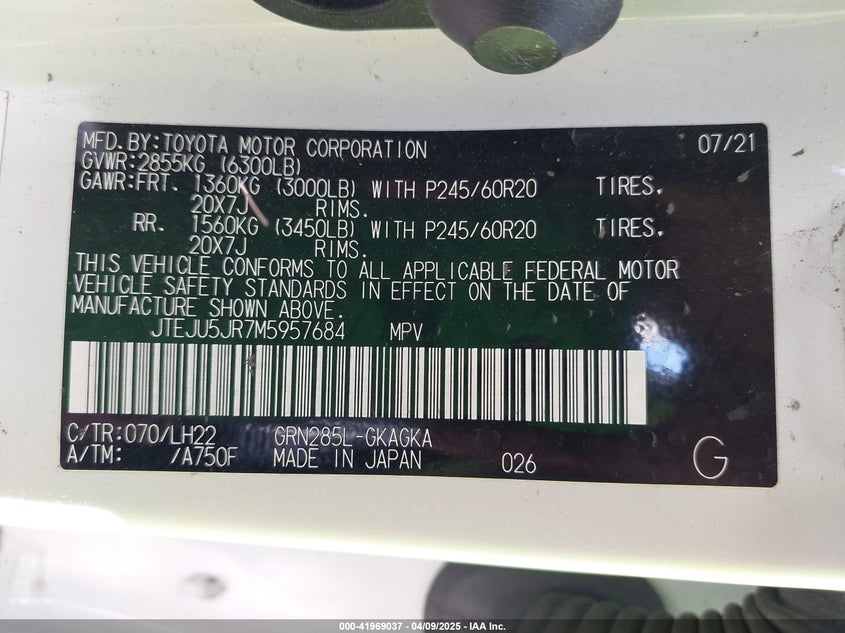 MFD.BY:TOYOTA MOTOR CORPORATION 07/21
GVWR:2855KG (6300LB)
GAWR:FRT. 1360KG (3000LB) WITH P245/60R20 TIRES,
20X7J RIMS.
RR. 1560KG (3450LB) WITH P245/60R20 TIRES,
20X7J RIMS.
THIS VEHICLE CONFORMS TO ALL APPLICABLE FEDERAL MOTOR
VEHICLE SAFETY STANDARDS IN EFFECT ON THE DATE OF
MANUFACTURE SHOWN ABOVE.
JTEJU5JR7M5957684 MPV
C/TR:070/LH22 GRN285L-GKAGKA
A/TM: /A750F MADE IN JAPAN 026 G
000-41969037 - 04/09/2025 - IAA Inc.